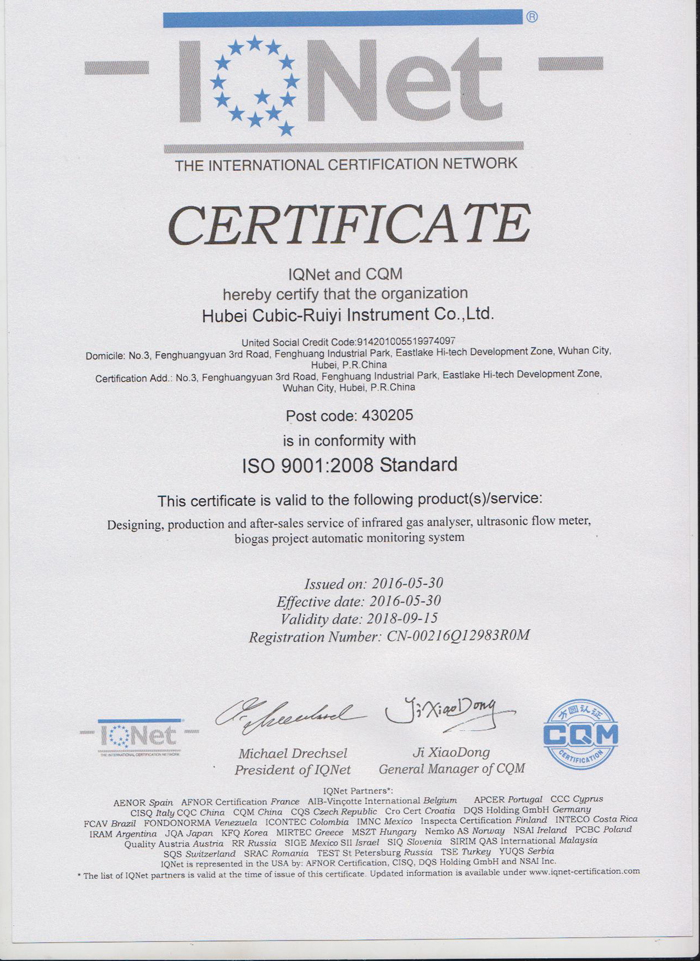 IQNet ®
THE INTERNATIONAL CERTIFICATION NETWORK
CERTIFICATE
IQNet and CQM
hereby certify that the organization
Hubei Cubic-Ruiyi Instrument Co.,Ltd.
United Social Credit Code:914201005519974097
Domicile: No.3, Fenghuangyuan 3rd Road, Fenghuang Industrial Park, Eastlake Hi-tech Development Zone, Wuhan City,
Hubei, P.R.China
Certification Add.: No.3, Fenghuangyuan 3rd Road, Fenghuang Industrial Park, Eastlake Hi-tech Development Zone,
Wuhan City, Hubei, P.R.China
Post code: 430205
is in conformity with
ISO 9001:2008 Standard
This certificate is valid to the following product(s)/service:
Designing, production and after-sales service of infrared gas analyser, ultrasonic flow meter,
biogas project automatic monitoring system
Issued on: 2016-05-30
Effective date: 2016-05-30
Validity date: 2018-09-15
Registration Number: CN-00216Q12983R0M
IQNet
THE INTERNATIONAL CERTIFICATION NETWORK
Ji XiaoDong
方圆认证
CQM
CERTIFICATION
Michael Drechsel
President of IQNet
Ji XiaoDong
General Manager of CQM
IQNet Partners*:
AENOR Spain AFNOR Certification France AIB-Vinçotte International Belgium APCER Portugal CCC Cyprus
CISQ Italy CQC China CQM China CQS Czech Republic Cro Cert Croatia DQS Holding GmbH Germany
FCAV Brazil FONDONORMA Venezuela ICONTEC Colombia IMNC Mexico Inspecta Certification Finland INTECO Costa Rica
IRAM Argentina JQA Japan KFQ Korea MIRTEC Greece MSZT Hungary Nemko AS Norway NSAI Ireland PCBC Poland
Quality Austria Austria RR Russia SIGE Mexico SII Israel SIQ Slovenia SIRIM QAS International Malaysia
SQS Switzerland SRAC Romania TEST St Petersburg Russia TSE Turkey YUQS Serbia
IQNet is represented in the USA by: AFNOR Certification, CISQ, DQS Holding GmbH and NSAI Inc.
* The list of IQNet partners is valid at the time of issue of this certificate. Updated information is available under www.iqnet-certification.com